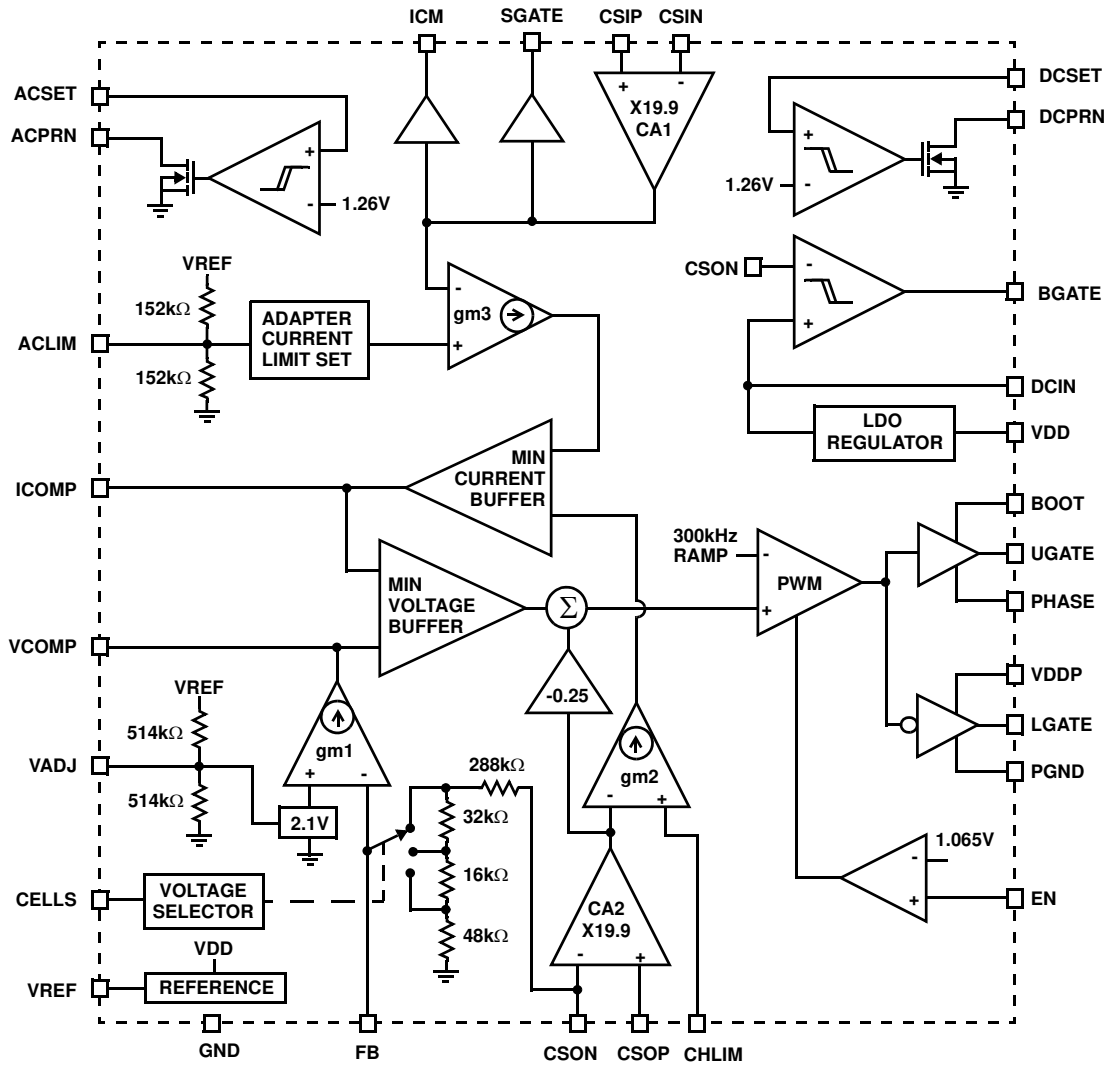 ICM
SGATE
CSIP
CSIN
ACSET
ACPRN
+
-
1.26V
+
-
X19.9
CA1
DCSET
DCPRN
+
1.26V
-
VREF
152kΩ
ACLIM
152kΩ
ADAPTER
CURRENT
LIMIT SET
-
gm3
+
CSON
-
+
BGATE
DCIN
LDO
REGULATOR
VDD
ICOMP
MIN
CURRENT
BUFFER
300kHz
RAMP
-
PWM
+
BOOT
UGATE
PHASE
MIN
VOLTAGE
BUFFER
Σ
VCOMP
-0.25
VDDP
LGATE
PGND
VREF
514kΩ
VADJ
514kΩ
gm1
+
-
2.1V
gm2
-
+
288kΩ
32kΩ
16kΩ
48kΩ
CELLS
VOLTAGE
SELECTOR
CA2
X19.9
-
+
-
1.065V
+
EN
VDD
VREF
REFERENCE
GND
FB
CSON
CSOP
CHLIM